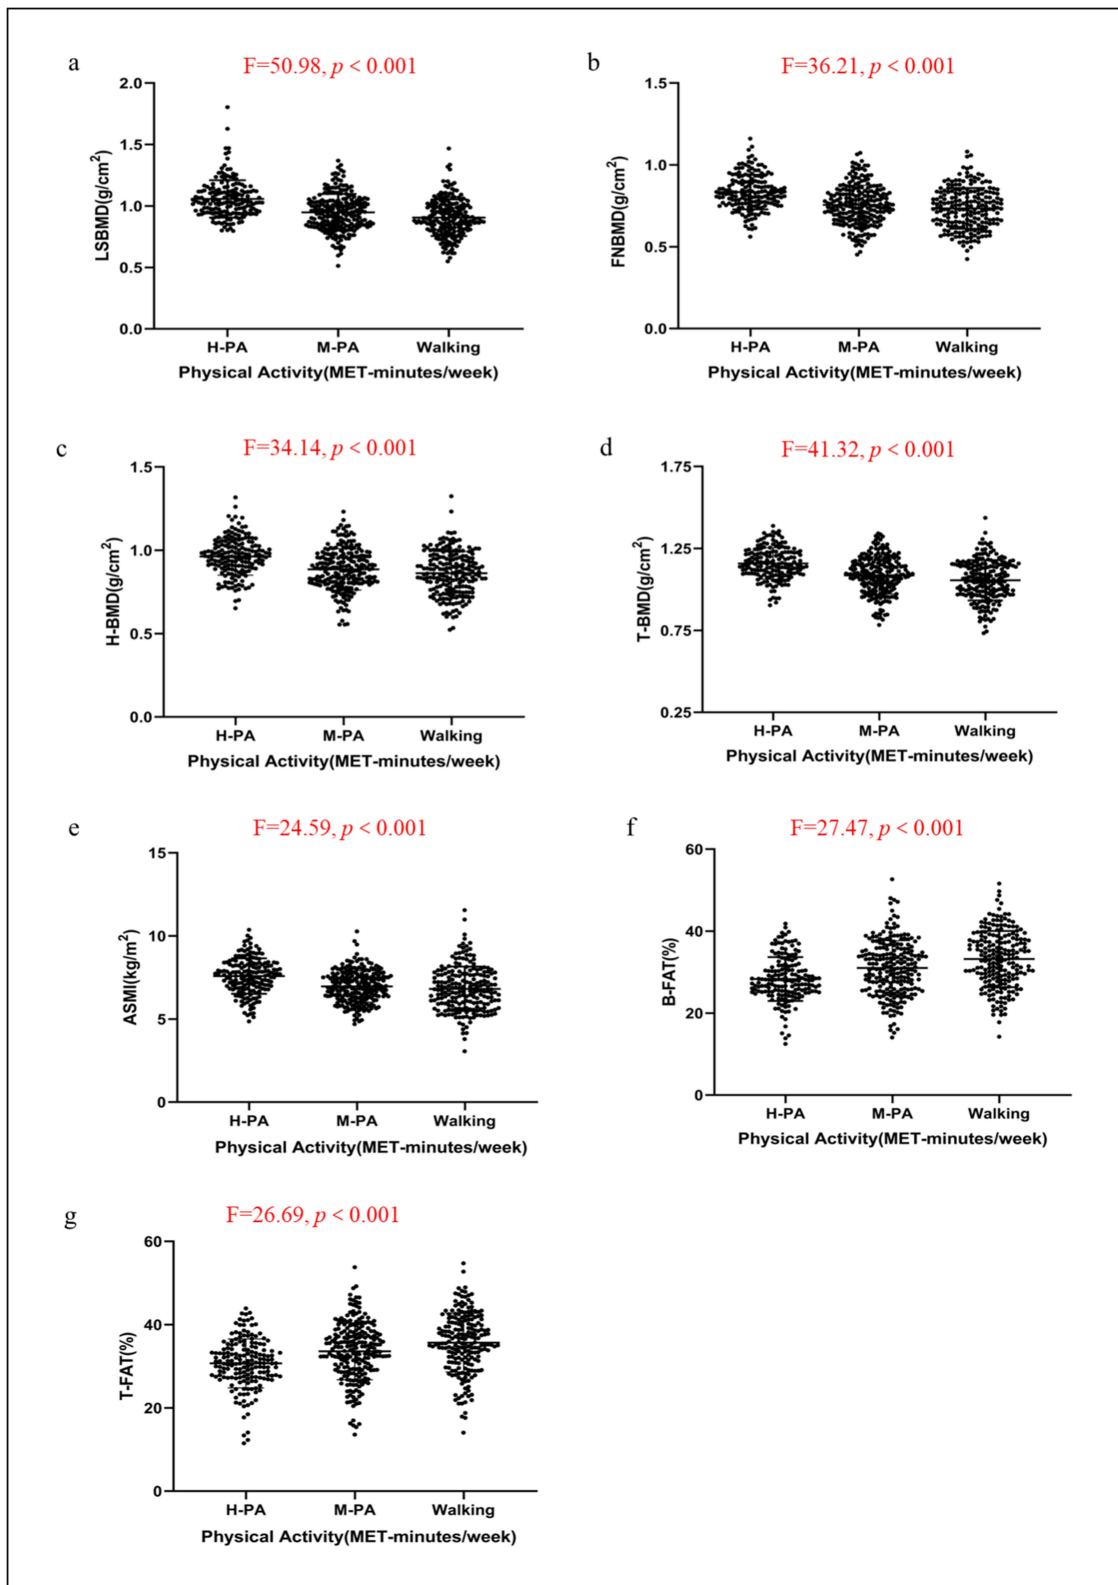 a
F=50.98, p < 0.001
2.0
1.5
1.0
0.5
0.0
LSBMD(g/cm²)
H-PA M-PA Walking
Physical Activity(MET-minutes/week)
b
F=36.21, p < 0.001
1.5
1.0
0.5
0.0
FNBMD(g/cm²)
H-PA M-PA Walking
Physical Activity(MET-minutes/week)
c
F=34.14, p < 0.001
1.5
1.0
0.5
0.0
H-BMD(g/cm²)
H-PA M-PA Walking
Physical Activity(MET-minutes/week)
d
F=41.32, p < 0.001
1.75
1.25
0.75
0.25
T-BMD(g/cm²)
H-PA M-PA Walking
Physical Activity(MET-minutes/week)
e
F=24.59, p < 0.001
15
10
5
0
ASMI(kg/m²)
H-PA M-PA Walking
Physical Activity(MET-minutes/week)
f
F=27.47, p < 0.001
60
40
20
0
B-FAT(%)
H-PA M-PA Walking
Physical Activity(MET-minutes/week)
g
F=26.69, p < 0.001
60
40
20
0
T-FAT(%)
H-PA M-PA Walking
Physical Activity(MET-minutes/week)